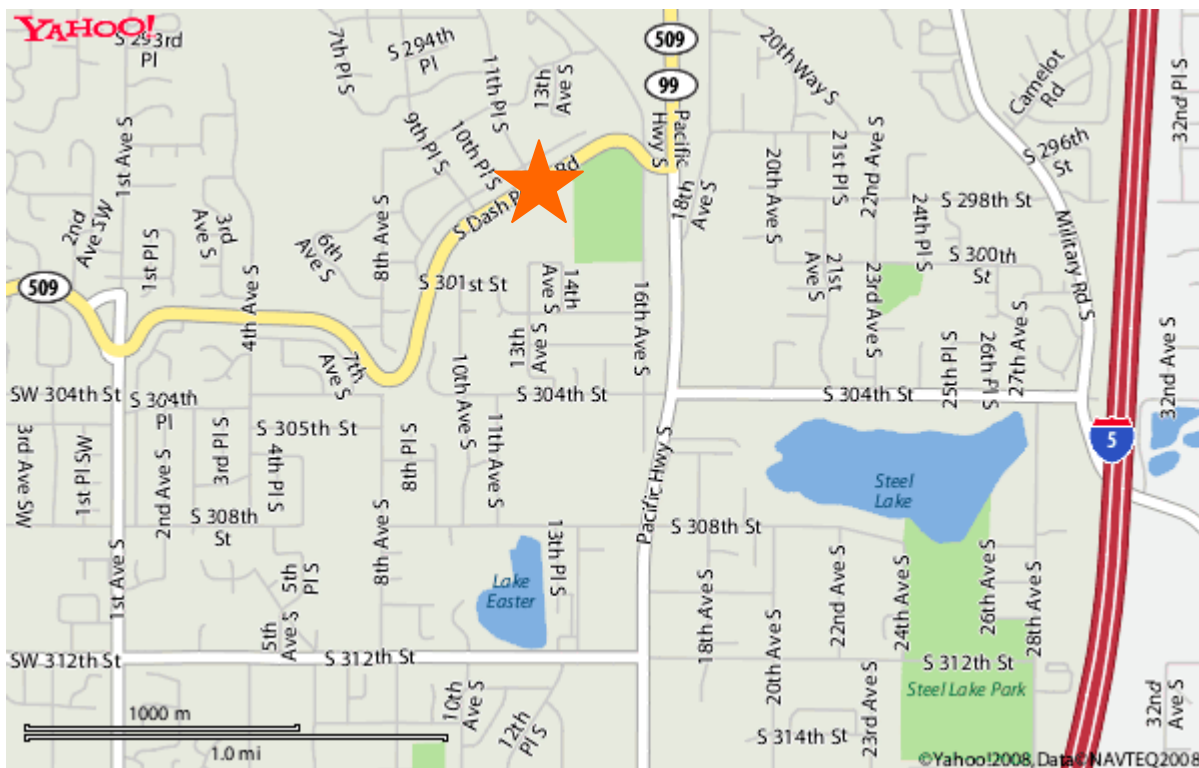 YAHOO!
S 293rd
Pl
7th Pl S
S 294th
Pl
11th Pl S
13th
Ave S
509
99
Pacific
Hwy S
20th Way S
Camelot
Rd
32nd Pl S
1st Ave S
9th Pl S
10th Pl S
S Dash P
Rd
18th
Ave S
20th Ave S
21st Pl S
22nd Ave S
S 296th
St
2nd
Ave SW
1st Pl S
3rd
Ave S
6th
Ave S
8th Ave S
S 298th St
24th Pl S
S 300th
St
Military Rd S
509
4th Ave S
S 301st St
14th
Ave S
16th Ave S
21st
Ave S
23rd Ave S
7th
Ave S
10th Ave S
13th
Ave S
25th Pl S
26th Pl S
27th Ave S
32nd Ave S
SW 304th St
S 304th
Pl
S 304th St
S 304th St
S 305th St
3rd Ave SW
1st Pl SW
2nd Ave S
3rd Pl S
4th Pl S
8th Pl S
11th Ave S
Pacific Hwy S
Steel
Lake
5
S 308th
St
S 308th St
1st Ave S
5th
Pl S
8th Ave S
Lake
Easter
13th Pl S
18th Ave S
22nd Ave S
24th Ave S
26th Ave S
28th Ave S
5th
Ave S
20th Ave S
SW 312th St
S 312th St
S 312th St
10th
Ave S
12th
Pl S
23rd Ave S
Steel Lake Park
32nd
Ave S
1000 m
1.0 mi
S 314th St
©Yahoo!2008, Data©NAVTEQ2008